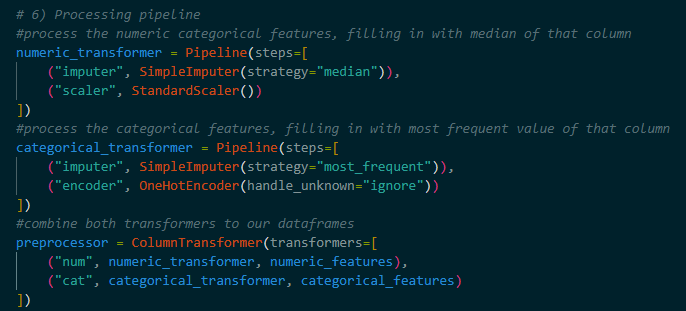 # 6) Processing pipeline
#process the numeric categorical features, filling in with median of that column
numeric_transformer = Pipeline(steps=[
    ("imputer", SimpleImputer(strategy="median")),
    ("scaler", StandardScaler())
])
#process the categorical features, filling in with most frequent value of that column
categorical_transformer = Pipeline(steps=[
    ("imputer", SimpleImputer(strategy="most_frequent")),
    ("encoder", OneHotEncoder(handle_unknown="ignore"))
])
#combine both transformers to our dataframes
preprocessor = ColumnTransformer(transformers=[
    ("num", numeric_transformer, numeric_features),
    ("cat", categorical_transformer, categorical_features)
])